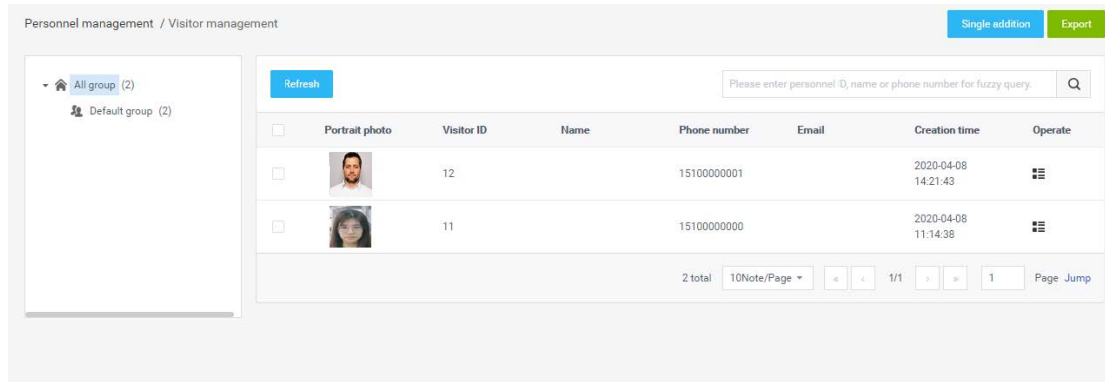 Personnel management / Visitor management
Single addition
Export
All group (2)
Default group (2)
Refresh
Please enter personnel ID, name or phone number for fuzzy query.
Portrait photo Visitor ID Name Phone number Email Creation time Operate
12 15100000001 2020-04-08
14:21:43
11 15100000000 2020-04-08
11:14:38
2 total 10Note/Page « ‹ 1/1 › » 1 Page Jump